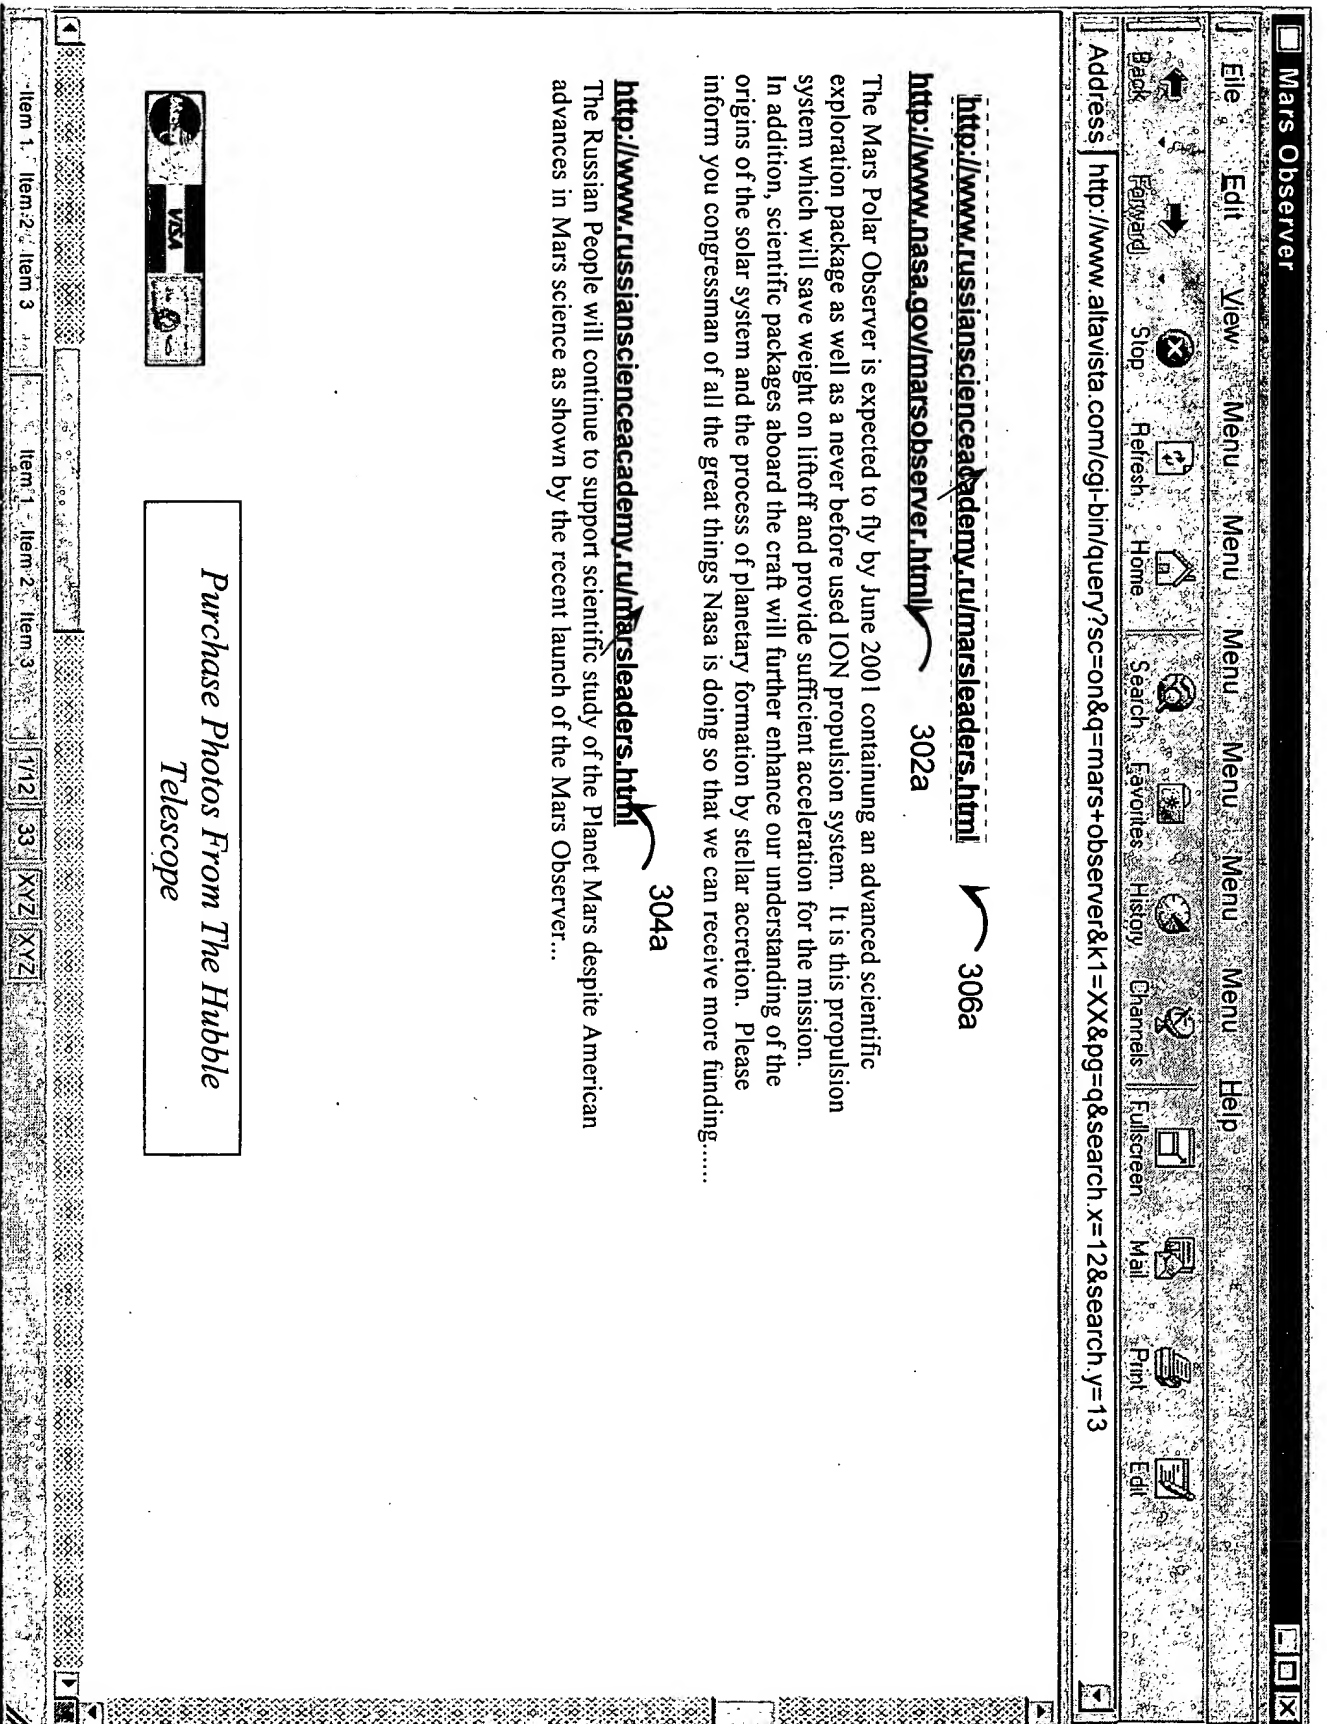 Mars Observer
File Edit View Menu Menu Menu Menu Menu Menu Help
Back Forward Stop Refresh Home Search Favorites History Channels Fullscreen Mail Print Edit
Address http://www.altavista.com/cgi-bin/query?sc=on&q=mars+observer&k1=XX&pg=q&search.x=12&search.y=13
http://www.russianscienceacademy.ru/marsleaders.html
306a
http://www.nasa.gov/marsobserver.html
302a
The Mars Polar Observer is expected to fly by June 2001 containung an advanced scientific
exploration package as well as a never before used ION propulsion system. It is this propulsion
system which will save weight on liftoff and provide sufficient acceleration for the mission.
In addition, scientific packages aboard the craft will further enhance our understanding of the
origins of the solar system and the process of planetary formation by stellar accretion. Please
inform you congressman of all the great things Nasa is doing so that we can receive more funding......
304a
http://www.russianscienceacademy.ru/marsleaders.html
The Russian People will continue to support scientific study of the Planet Mars despite American
advances in Mars science as shown by the recent launch of the Mars Observer...
VISA
Purchase Photos From The Hubble
Telescope
Item 1 Item 2 Item 3 Item 1 Item 2 Item 3 1/12 33 XYZ XYZ